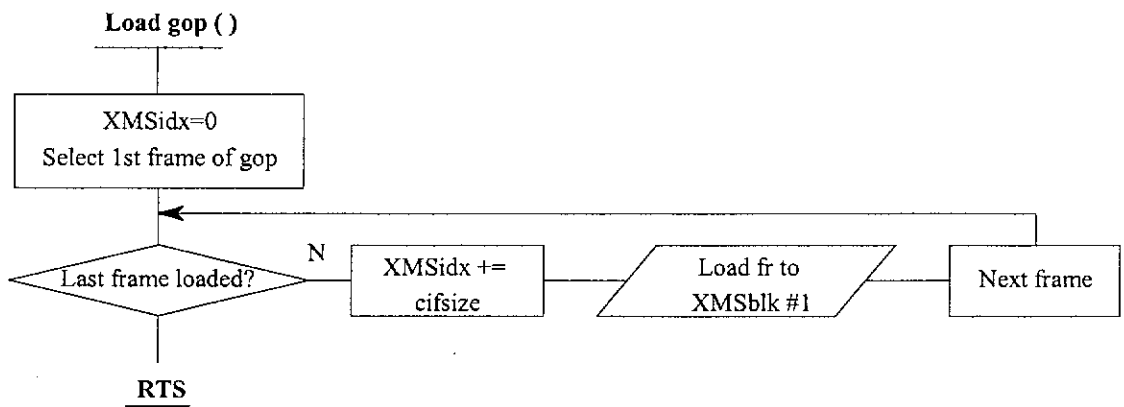 Load gop ( )
XMSidx=0
Select 1st frame of gop
Last frame loaded?
N
XMSidx +=
cifsize
Load fr to
XMSblk #1
Next frame
RTS